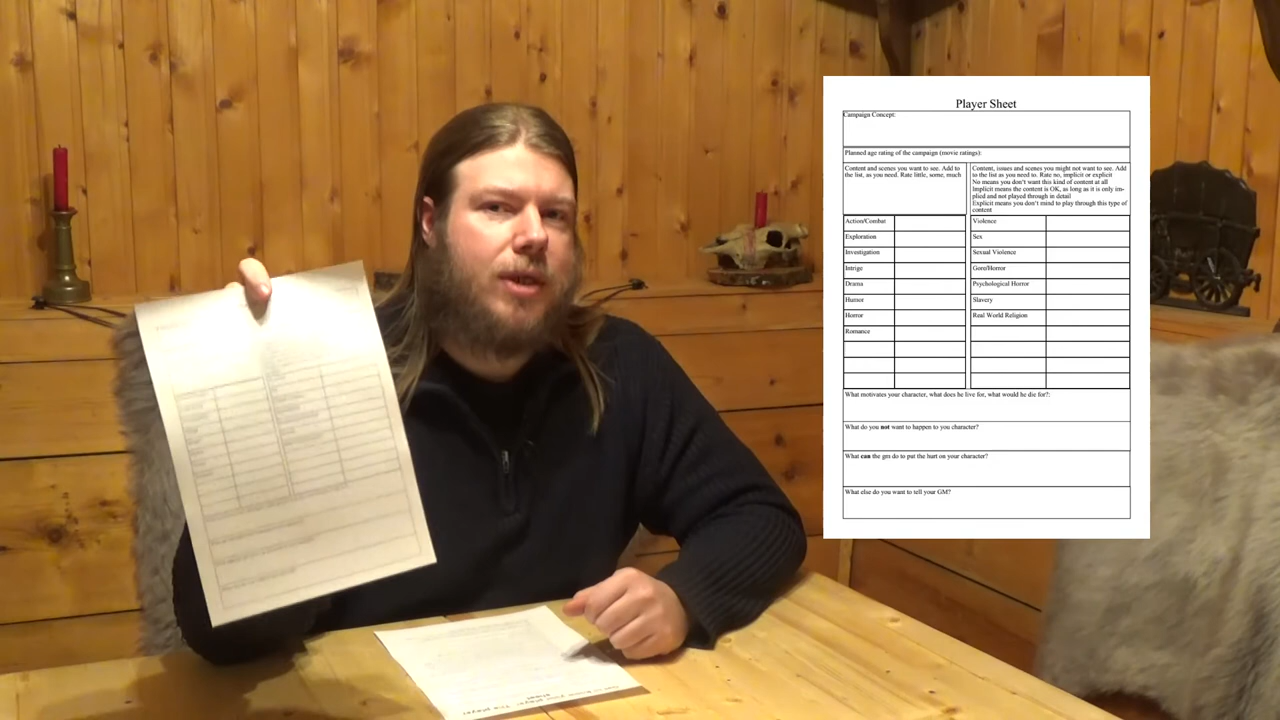 Player Sheet
Campaign Concept:
Planned age rating of the campaign (movie ratings):
Content and scenes you want to see. Add to
the list, as you need. Rate little, some, much
Content, issues and scenes you might not want to see. Add
to the list as you need to. Rate no, implicit or explicit
No means you don't want this kind of content at all
Implicit means the content is OK, as long as it is only im-
plied and not played through in detail
Explicit means you don't mind to play through this type of
content
Action/Combat
Exploration
Investigation
Intrige
Drama
Humor
Horror
Romance
Violence
Sex
Sexual Violence
Gore/Horror
Psychological Horror
Slavery
Real World Religion
What motivates your character, what does he live for, what would he die for?:
What do you not want to happen to you character?
What can the gm do to put the hurt on your character?
What else do you want to tell your GM?